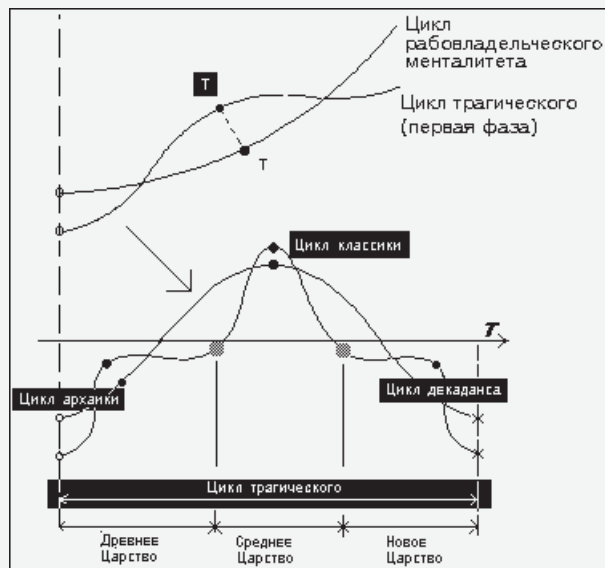 Цикл
рабовладельческого
менталитета
Т
Цикл трагического
(первая фаза)
Т
Цикл классики
T
Цикл архаики
Цикл декаданса
Цикл трагического
Древнее
Царство
Среднее
Царство
Новое
Царство